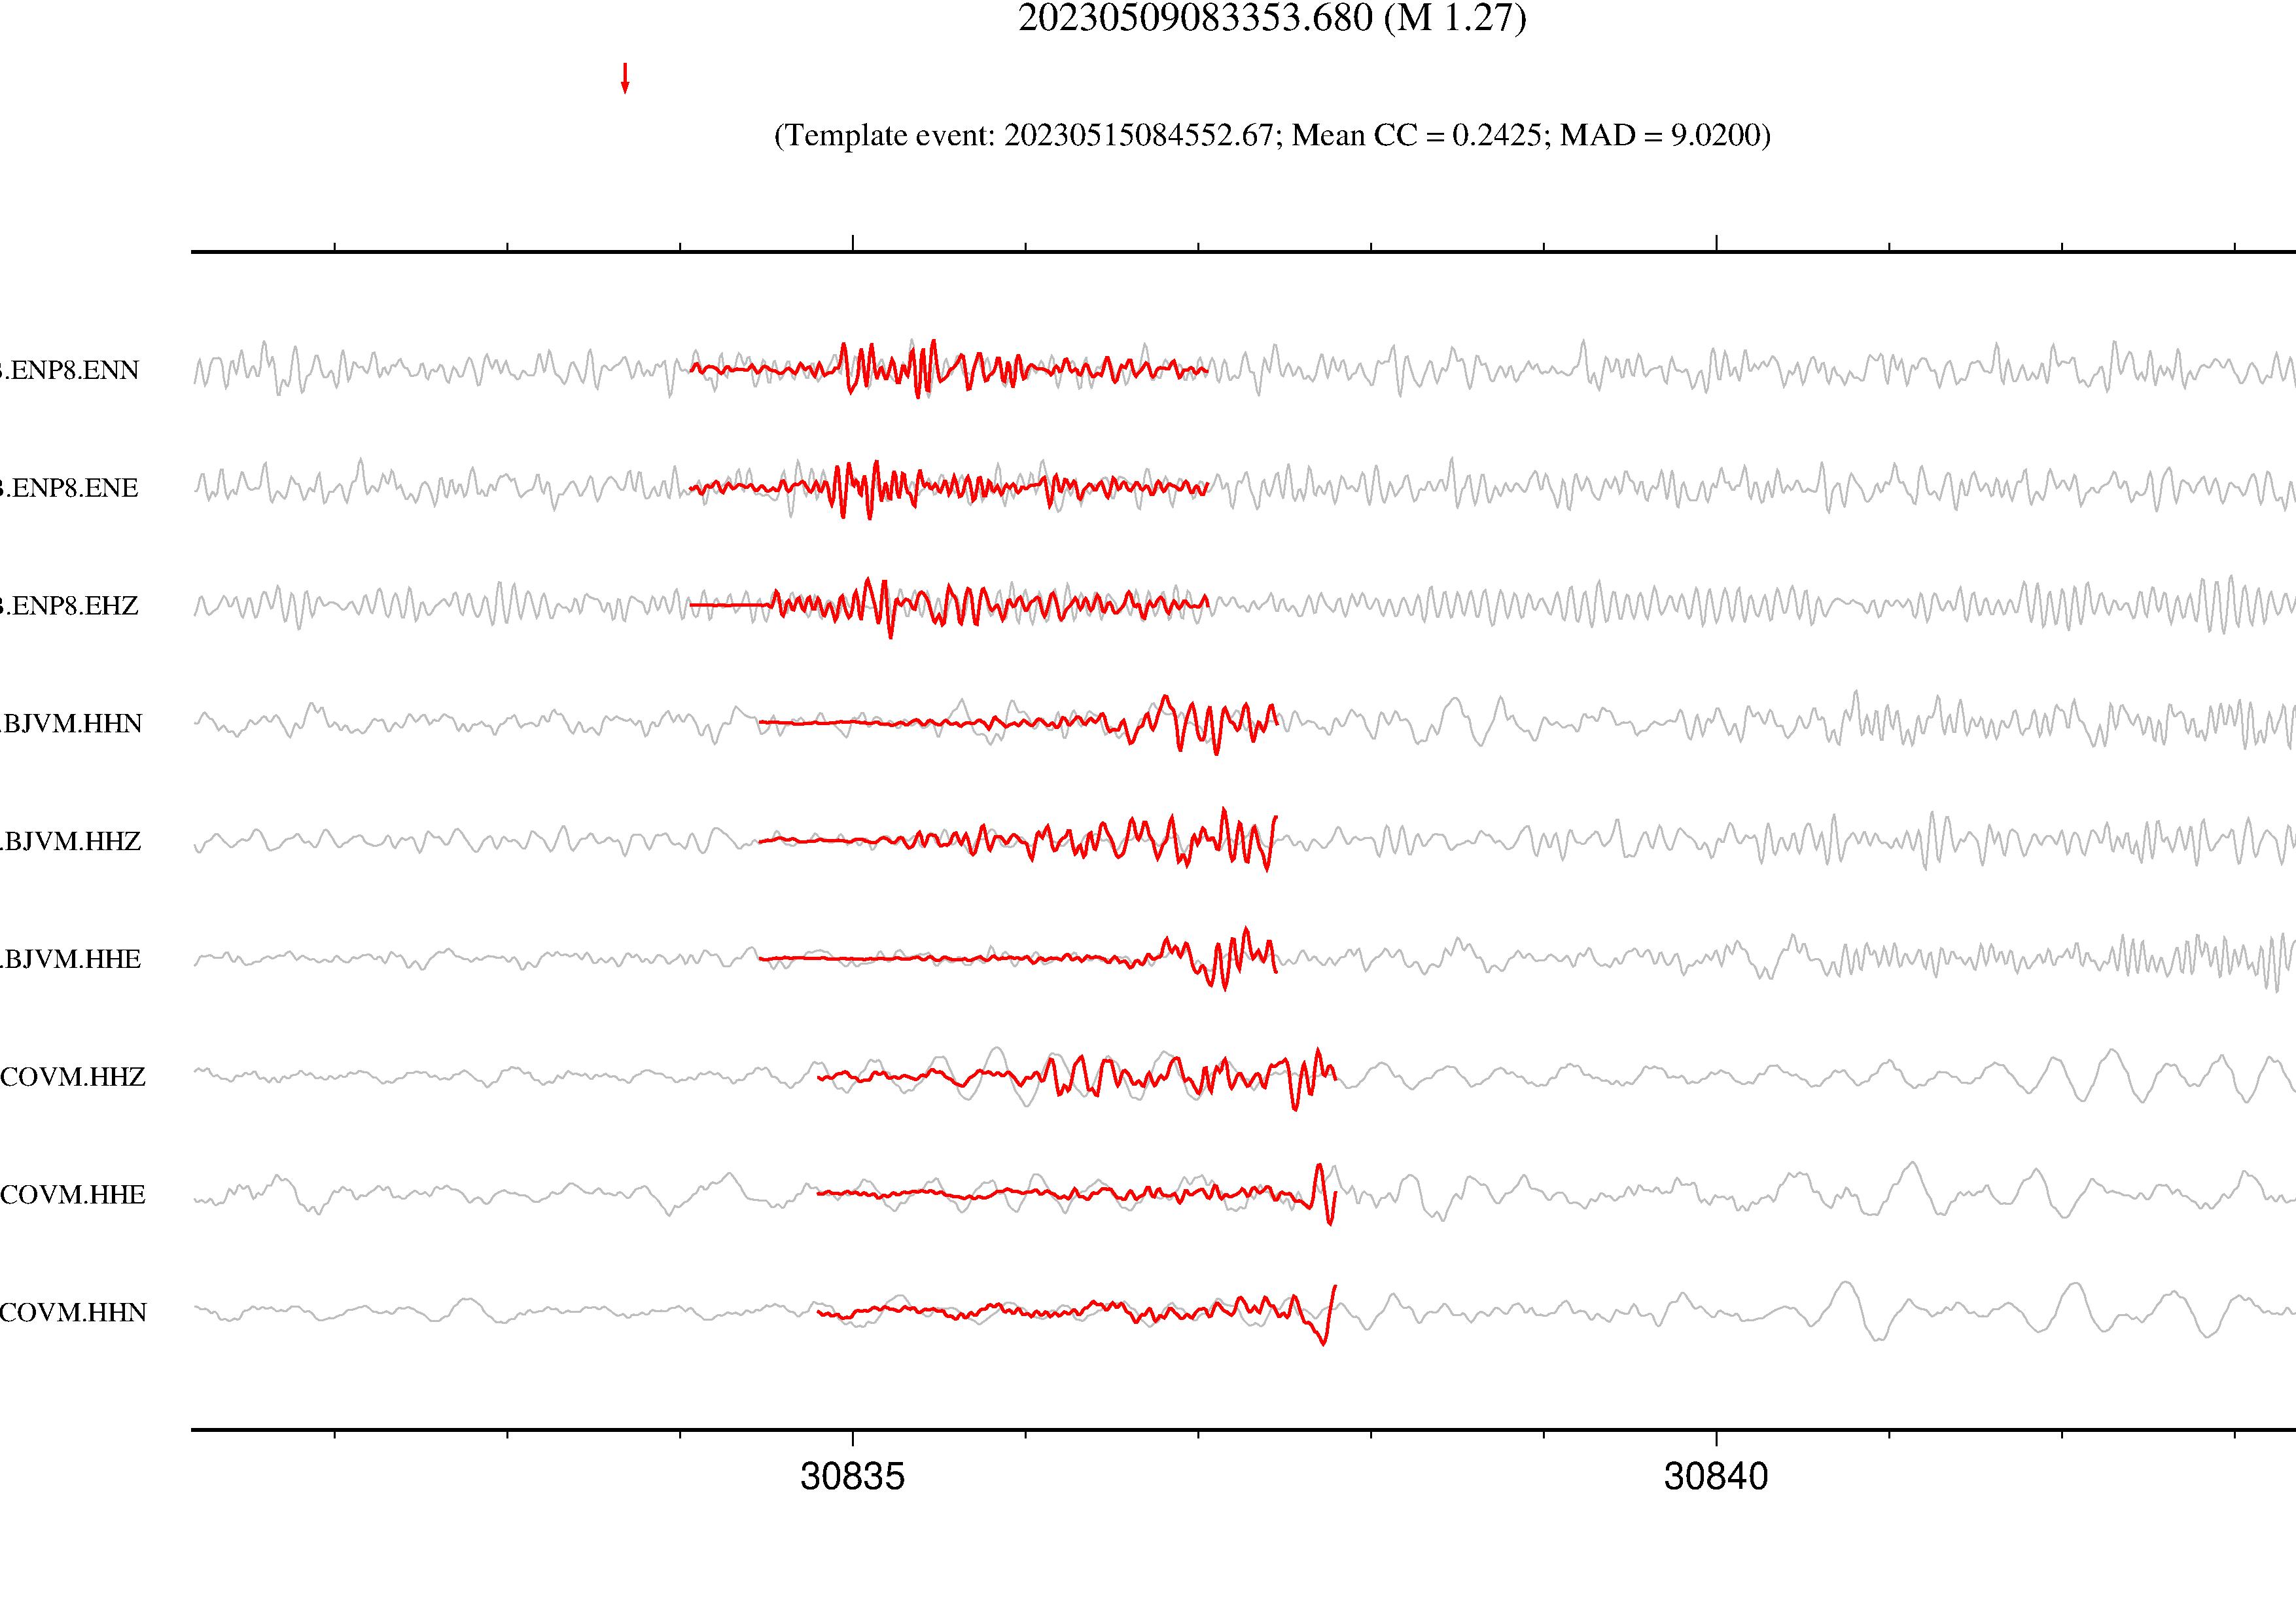 20230509083353.680 (M 1.27)
(Template event: 20230515084552.67; Mean CC = 0.2425; MAD = 9.0200)
.ENP8.ENN
.ENP8.ENE
.ENP8.EHZ
.BJVM.HHN
.BJVM.HHZ
.BJVM.HHE
COVM.HHZ
COVM.HHE
COVM.HHN
30835 30840